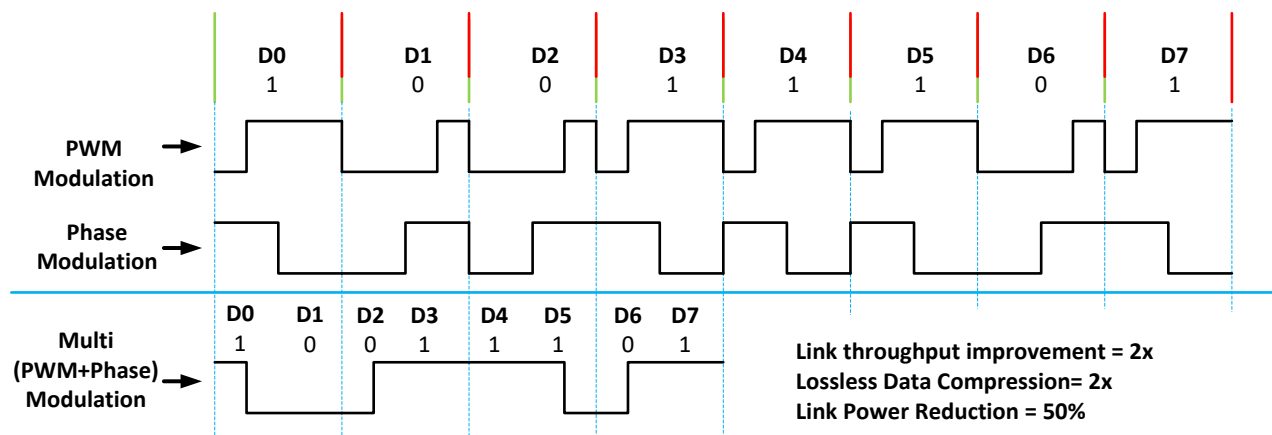 D0 D1 D2 D3 D4 D5 D6 D7
1 0 0 1 1 1 0 1
PWM
Modulation
Phase
Modulation
D0 D1 D2 D3 D4 D5 D6 D7
1 0 0 1 1 1 0 1
Multi
(PWM+Phase)
Modulation
Link throughput improvement = 2x
Lossless Data Compression= 2x
Link Power Reduction = 50%